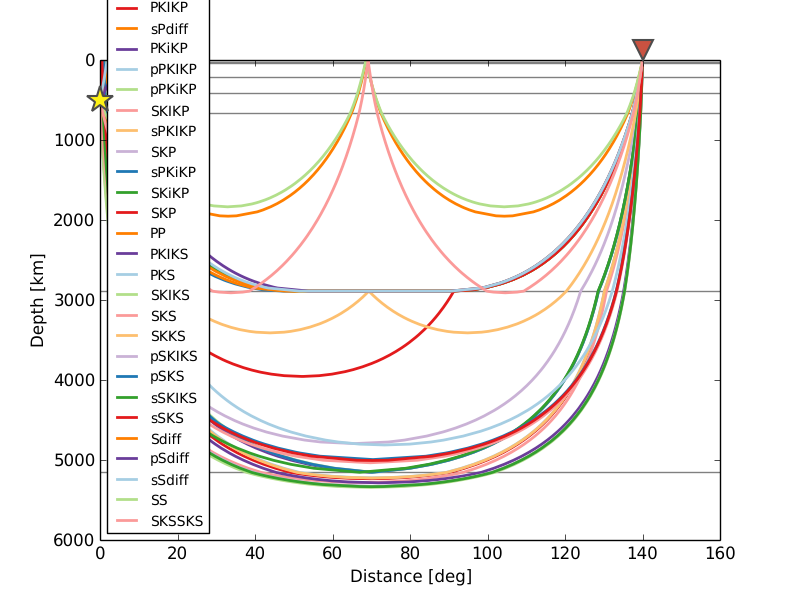 PKIKP
sPdiff
PKiKP
pPKIKP
pPKiKP
SKIKP
sPKIKP
SKP
sPKiKP
SKiKP
SKP
PP
PKIKS
PKS
SKIKS
SKS
SKKS
pSKIKS
pSKS
sSKIKS
sSKS
Sdiff
pSdiff
sSdiff
SS
SKSSKS
0
1000
2000
3000
4000
5000
6000
Depth [km]
0 20 40 60 80 100 120 140 160
Distance [deg]